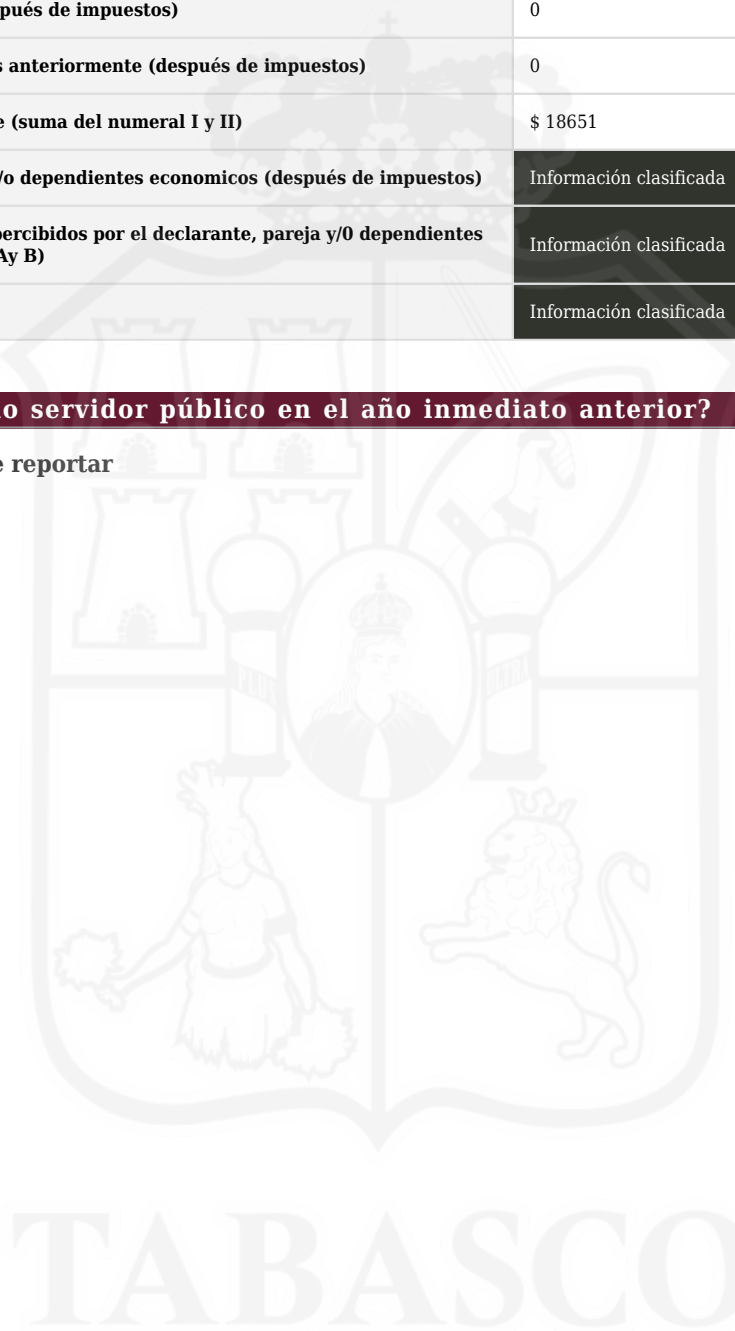 pués de impuestos)
0
s anteriormente (después de impuestos)
0
e (suma del numeral I y II)
$ 18651
/o dependientes economicos (después de impuestos)
Información clasificada
percibidos por el declarante, pareja y/0 dependientes
Ay B)
Información clasificada
Información clasificada
o servidor público en el año inmediato anterior?
e reportar
PLUS
ULTRA
TABASCO